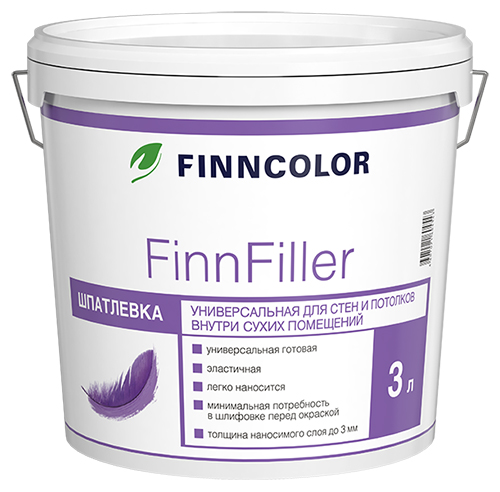 FINNCOLOR
FinnFiller
ШПАТЛЕВКА
УНИВЕРСАЛЬНАЯ ДЛЯ СТЕН И ПОТОЛКОВ
ВНУТРИ СУХИХ ПОМЕЩЕНИЙ
универсальная готовая
эластичная
легко наносится
минимальная потребность
в шлифовке перед окраской
толщина наносимого слоя до 3 мм
3 л